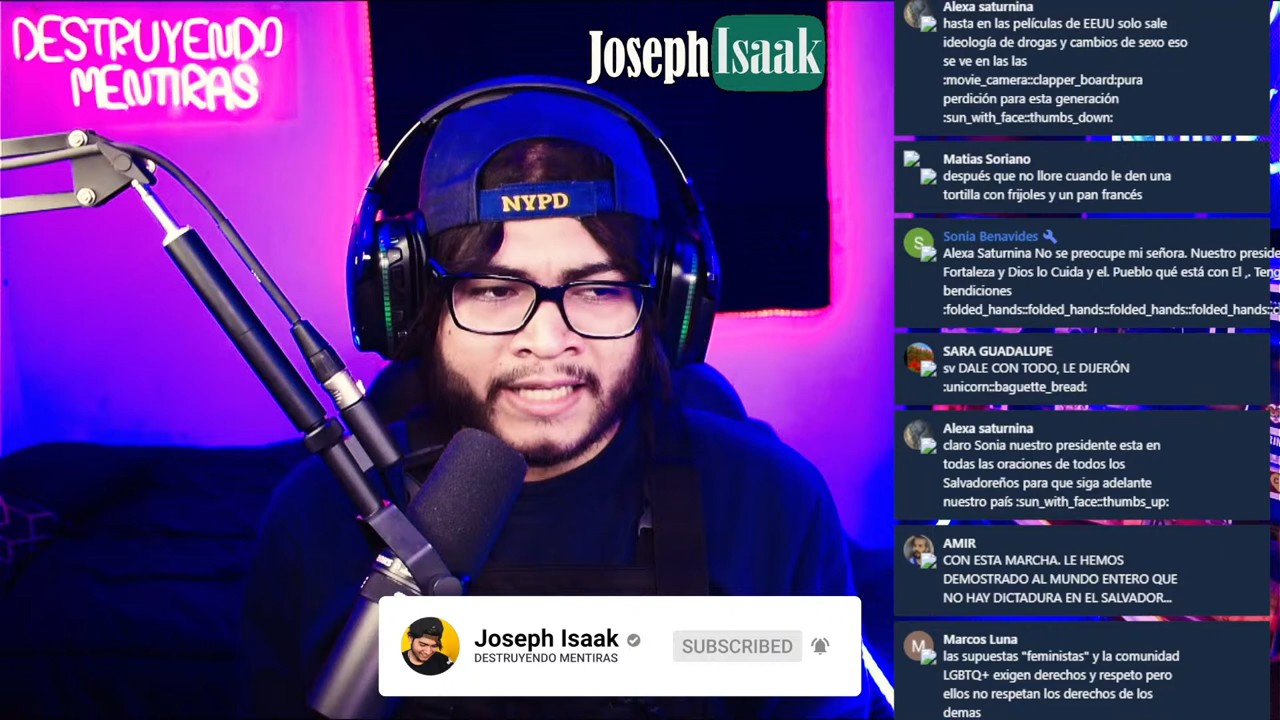 DESTRUYENDO
MENTIRAS
Joseph Isaak
NYPD
Joseph Isaak
DESTRUYENDO MENTIRAS
SUBSCRIBED
Alexa saturnina
hasta en las películas de EEUU solo sale
ideología de drogas y cambios de sexo eso
se ve en las las
:movie_camera::clapper_board:pura
perdición para esta generación
:sun_with_face::thumbs_down:
Matias Soriano
después que no llore cuando le den una
tortilla con frijoles y un pan francés
S
Sonia Benavides
Alexa Saturnina No se preocupe mi señora. Nuestro preside
Fortaleza y Dios lo Cuida y el. Pueblo qué está con El ,. Teng
bendiciones
:folded_hands::folded_hands::folded_hands::folded_hands::c
SARA GUADALUPE
sv DALE CON TODO, LE DIJERÓN
:unicorn::baguette_bread:
Alexa saturnina
claro Sonia nuestro presidente esta en
todas las oraciones de todos los
Salvadoreños para que siga adelante
nuestro país :sun_with_face::thumbs_up:
AMIR
CON ESTA MARCHA. LE HEMOS
DEMOSTRADO AL MUNDO ENTERO QUE
NO HAY DICTADURA EN EL SALVADOR...
M
Marcos Luna
las supuestas "feministas" y la comunidad
LGBTQ+ exigen derechos y respeto pero
ellos no respetan los derechos de los
demas